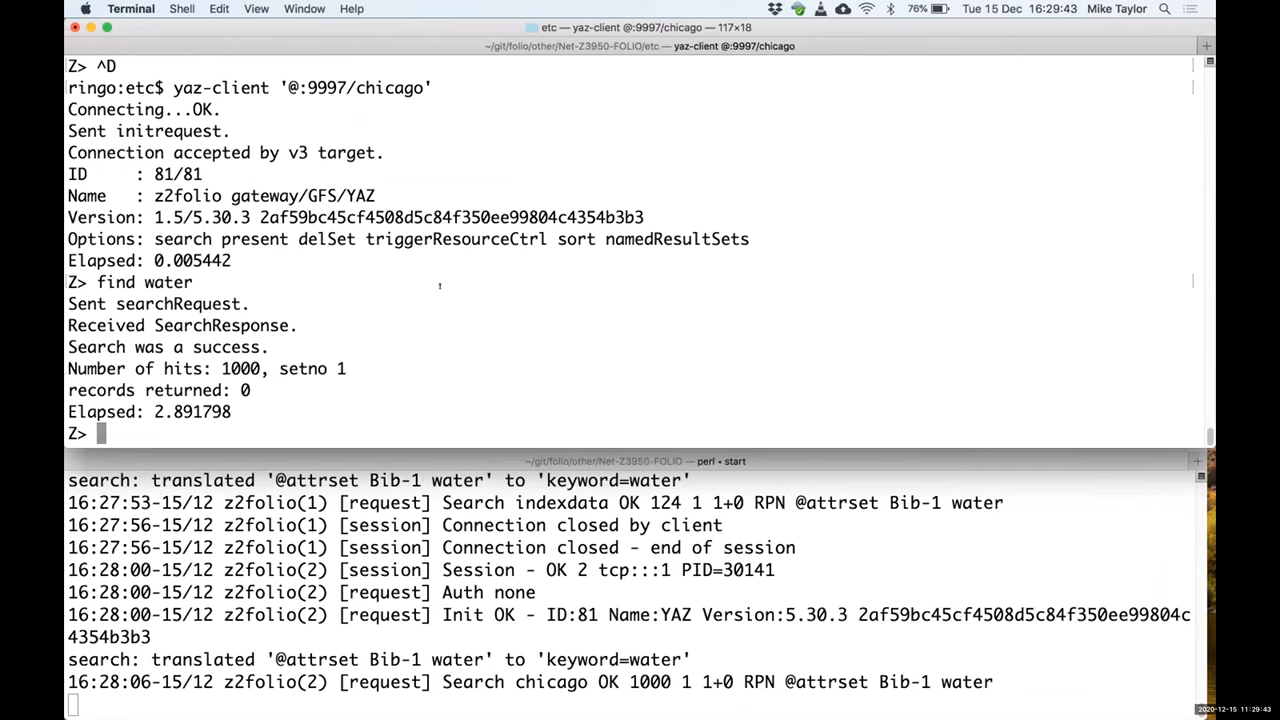 Terminal Shell Edit View Window Help 76% Tue 15 Dec 16:29:43 Mike Taylor
etc — yaz-client @:9997/chicago — 117×18
~/git/folio/other/Net-Z3950-FOLIO/etc — yaz-client @:9997/chicago
Z> ^D
ringo:etc$ yaz-client '@:9997/chicago'
Connecting...OK.
Sent initrequest.
Connection accepted by v3 target.
ID     : 81/81
Name   : z2folio gateway/GFS/YAZ
Version: 1.5/5.30.3 2af59bc45cf4508d5c84f350ee99804c4354b3b3
Options: search present delSet triggerResourceCtrl sort namedResultSets
Elapsed: 0.005442
Z> find water
Sent searchRequest.
Received SearchResponse.
Search was a success.
Number of hits: 1000, setno 1
records returned: 0
Elapsed: 2.891798
Z>
~/git/folio/other/Net-Z3950-FOLIO — perl • start
search: translated '@attrset Bib-1 water' to 'keyword=water'
16:27:53-15/12 z2folio(1) [request] Search indexdata OK 124 1 1+0 RPN @attrset Bib-1 water
16:27:56-15/12 z2folio(1) [session] Connection closed by client
16:27:56-15/12 z2folio(1) [session] Connection closed - end of session
16:28:00-15/12 z2folio(2) [session] Session - OK 2 tcp:::1 PID=30141
16:28:00-15/12 z2folio(2) [request] Auth none
16:28:00-15/12 z2folio(2) [request] Init OK - ID:81 Name:YAZ Version:5.30.3 2af59bc45cf4508d5c84f350ee99804c
4354b3b3
search: translated '@attrset Bib-1 water' to 'keyword=water'
16:28:06-15/12 z2folio(2) [request] Search chicago OK 1000 1 1+0 RPN @attrset Bib-1 water
2020-12-15 11:29:43